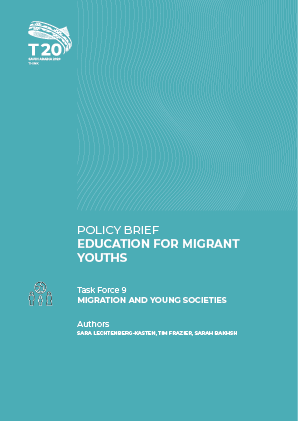 T20
SAUDI ARABIA 2020
THINK
POLICY BRIEF
EDUCATION FOR MIGRANT
YOUTHS
Task Force 9
MIGRATION AND YOUNG SOCIETIES
Authors
SARA LECHTENBERG-KASTEN, TIM FRAZIER, SARAH BAKHSH